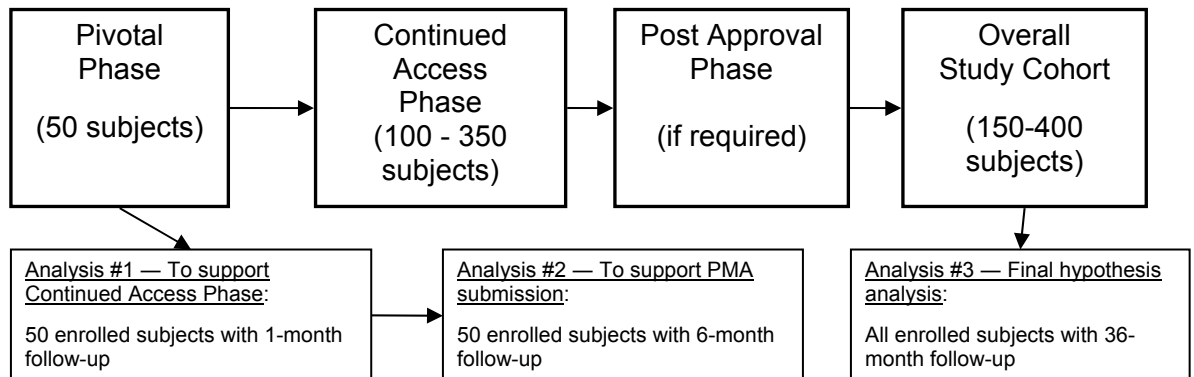 Pivotal
Phase
(50 subjects)
Continued
Access
Phase
(100 - 350
subjects)
Post Approval
Phase
(if required)
Overall
Study Cohort
(150-400
subjects)
Analysis #1 — To support
Continued Access Phase:
50 enrolled subjects with 1-month
follow-up
Analysis #2 — To support PMA
submission:
50 enrolled subjects with 6-month
follow-up
Analysis #3 — Final hypothesis
analysis:
All enrolled subjects with 36-
month follow-up